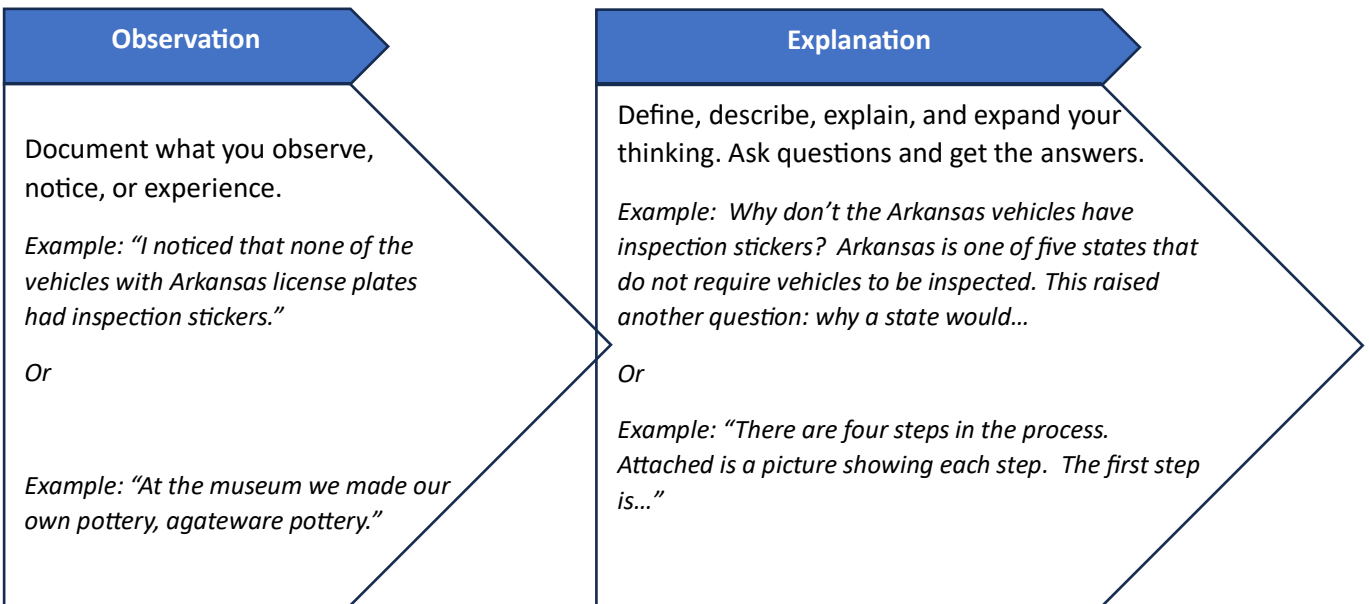 Observation
Document what you observe,
notice, or experience.
Example: “I noticed that none of the
vehicles with Arkansas license plates
had inspection stickers.”
Or
Example: “At the museum we made our
own pottery, agateware pottery.”
Explanation
Define, describe, explain, and expand your
thinking. Ask questions and get the answers.
Example:  Why don’t the Arkansas vehicles have
inspection stickers?  Arkansas is one of five states that
do not require vehicles to be inspected. This raised
another question: why a state would…
Or
Example: “There are four steps in the process.
Attached is a picture showing each step.  The first step
is…”